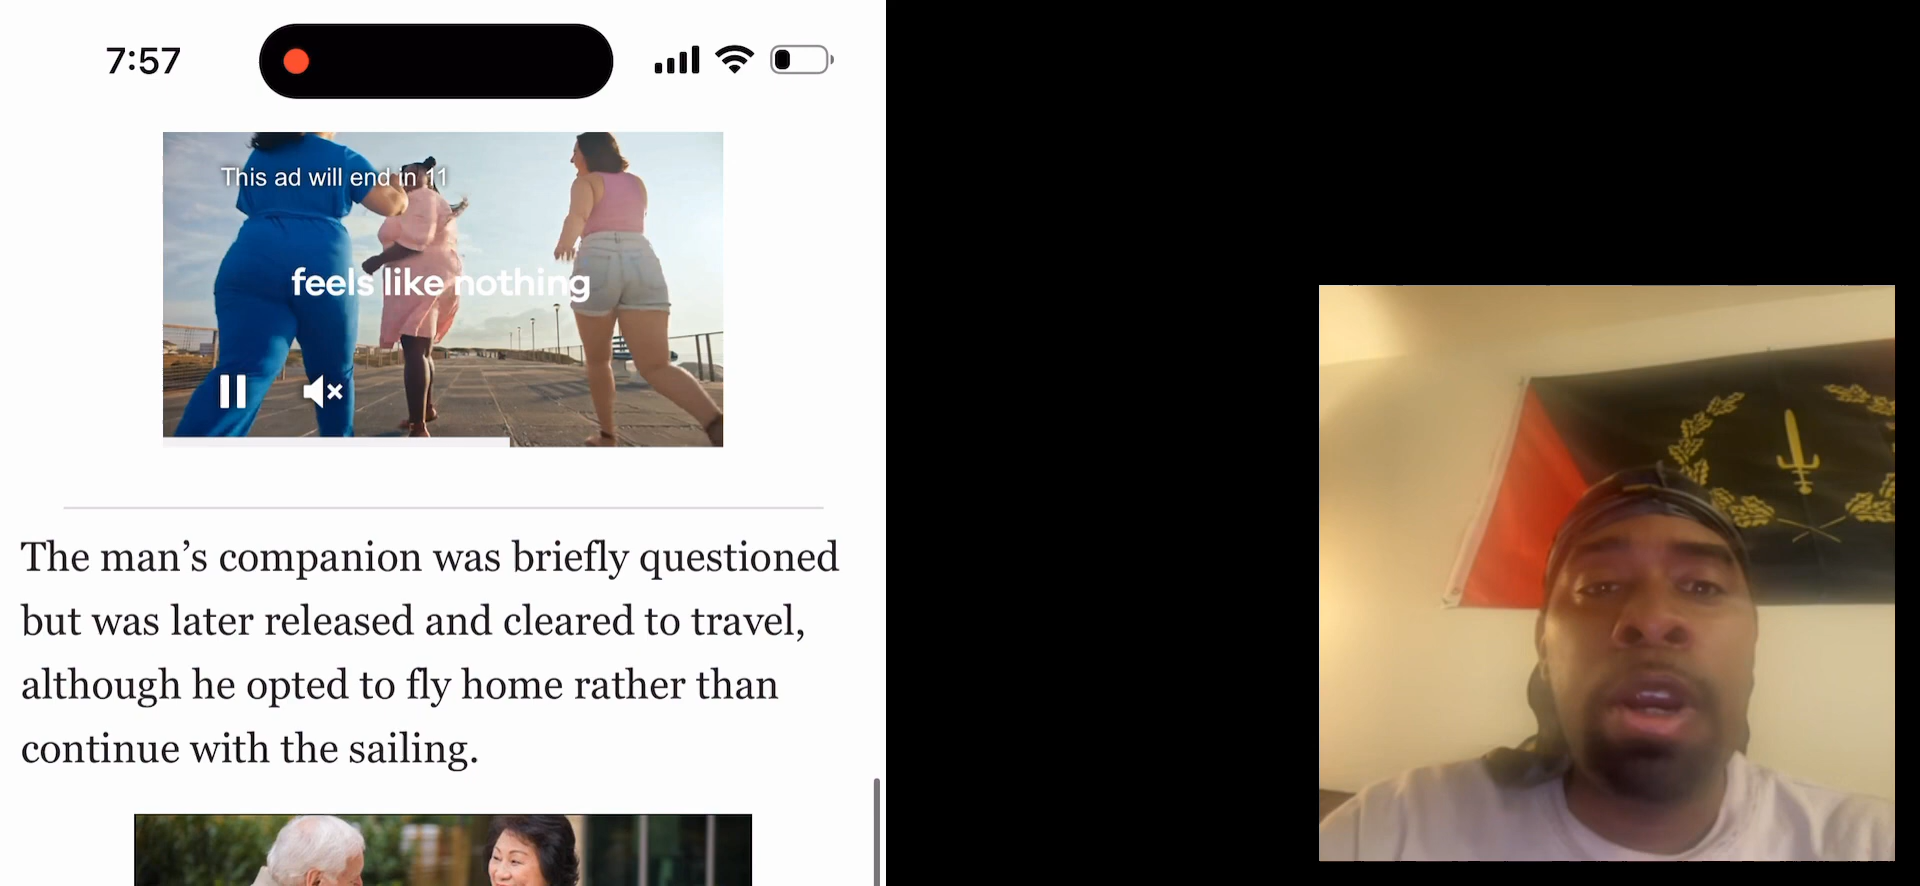 7:57
This ad will end in 11
feels like nothing
The man’s companion was briefly questioned
but was later released and cleared to travel,
although he opted to fly home rather than
continue with the sailing.